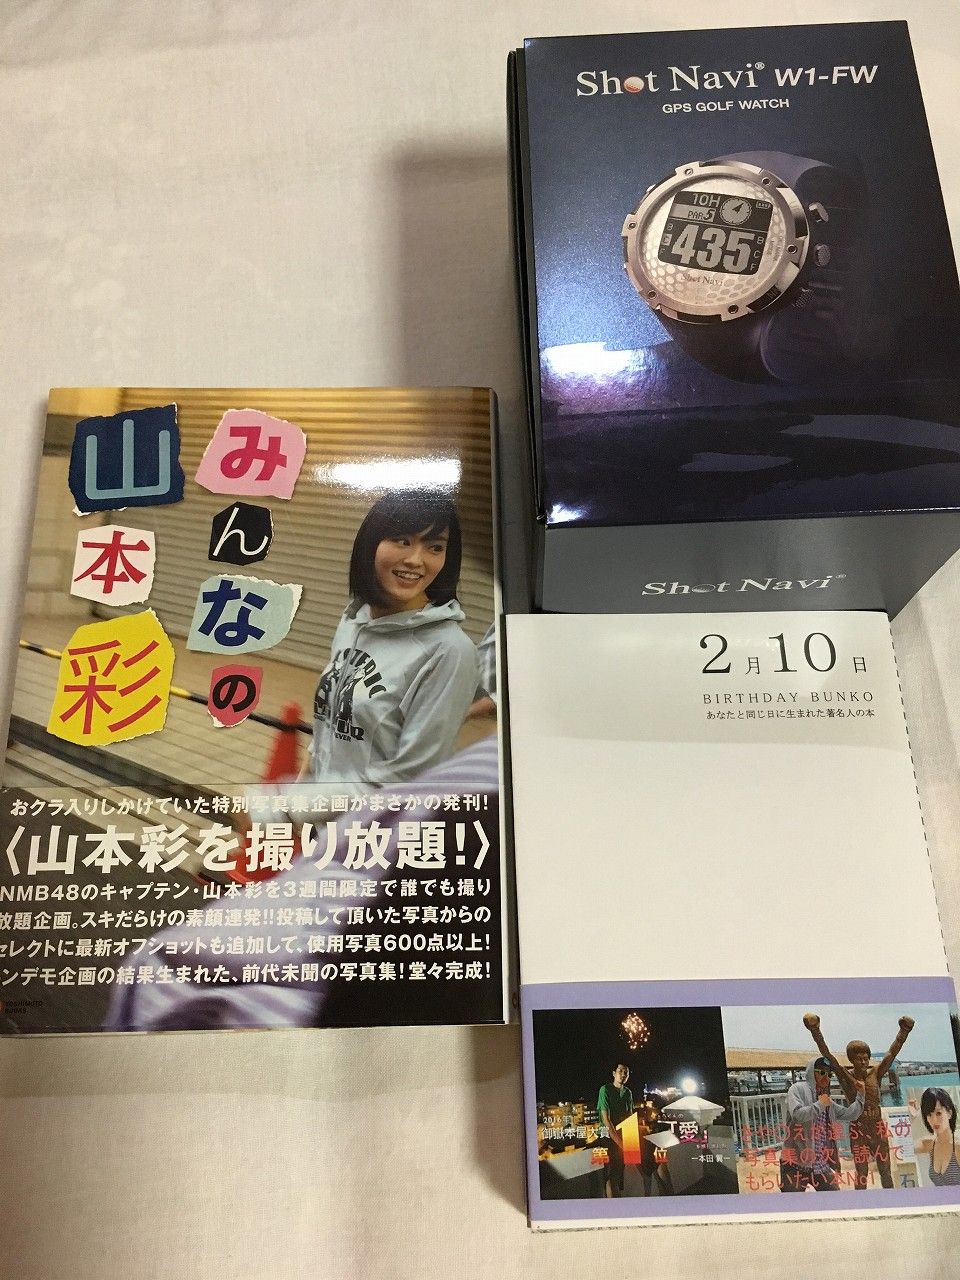 Shot Navi® W1-FW
GPS GOLF WATCH
10H
PAR5
435
Shot Navi
Shot Navi®
みんなの
山本彩
おクラ入りしかけていた特別写真集企画がまさかの発刊!
〈山本彩を撮り放題!〉
NMB48のキャプテン・山本彩を3週間限定で誰でも撮り
放題企画。スキだらけの素顔連発!!投稿して頂いた写真からの
セレクトに最新オフショットも追加して、使用写真600点以上!
ンデモ企画の結果生まれた、前代未聞の写真集!堂々完成!
YOSHIMOTO
BOOKS
2月10日
BIRTHDAY BUNKO
あなたと同じ日に生まれた著名人の本
御嶽本屋大賞
第1位
「愛」
―本田 翼―
写真集の次に読んで
もらいたい本No1